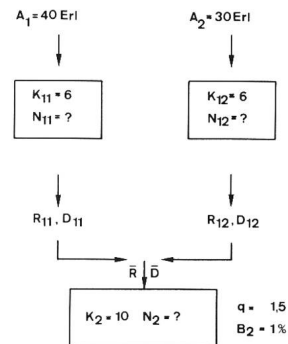 A1 = 40 Erl A2 = 30 Erl
K11 = 6 K12 = 6
N11 = ? N12 = ?
R11, D11 R12, D12
R̄ D̄
K2 = 10 N2 = ? q = 1,5
B2 = 1%